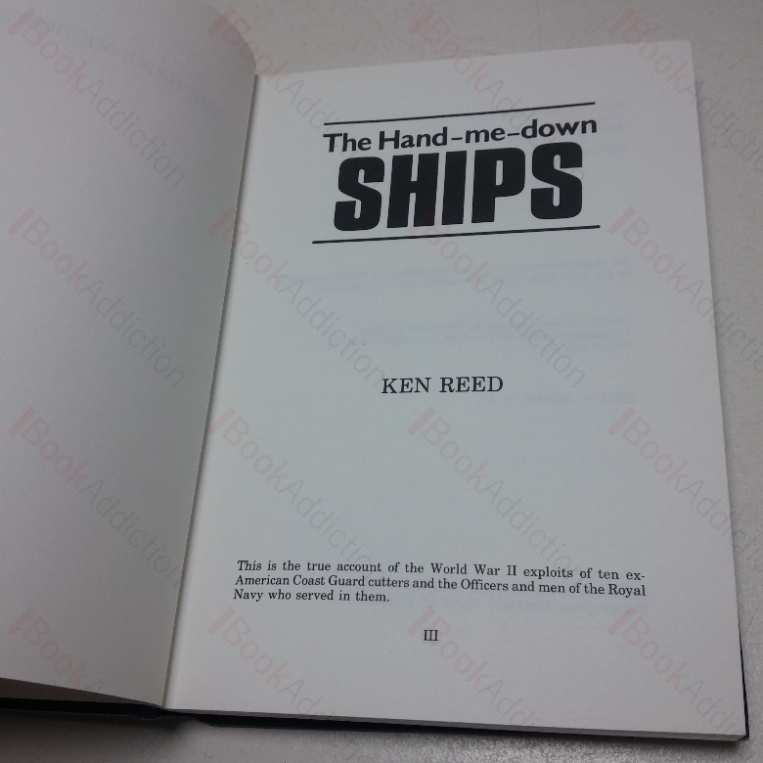 The Hand-me-down
SHIPS
KEN REED
This is the true account of the World War II exploits of ten ex-
American Coast Guard cutters and the Officers and men of the Royal
Navy who served in them.
III
BookAddiction